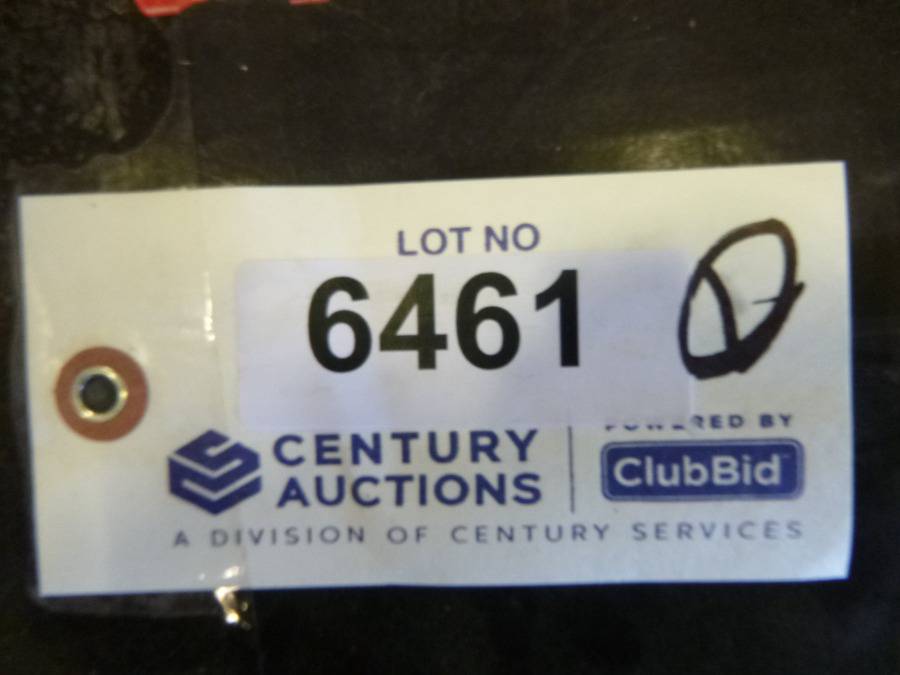 LOT NO
6461
CENTURY
AUCTIONS
POWERED BY
ClubBid
A DIVISION OF CENTURY SERVICES